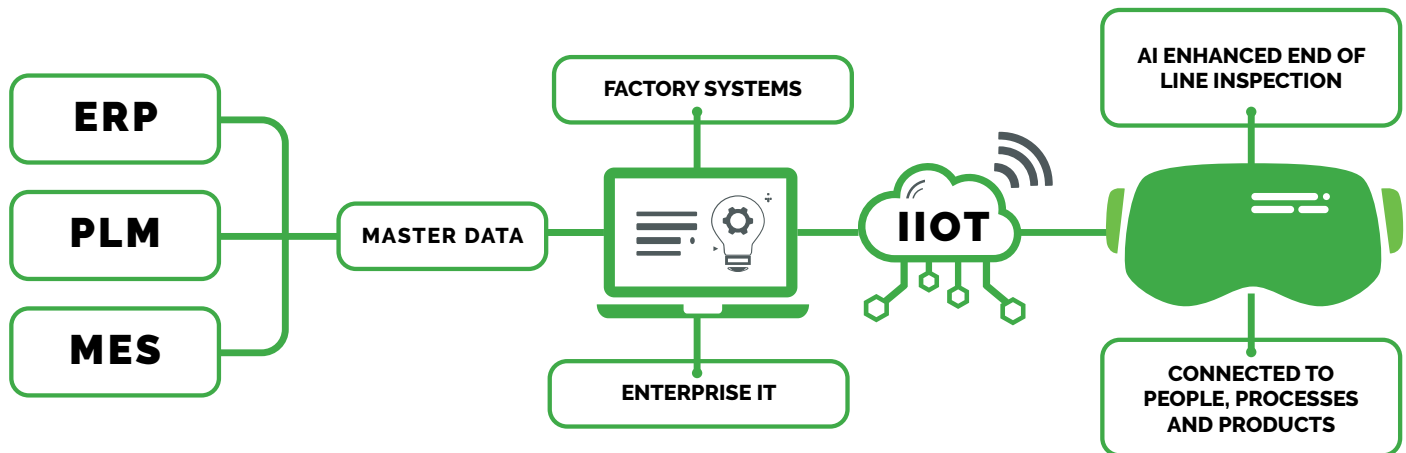 ERP
PLM
MES
MASTER DATA
FACTORY SYSTEMS
ENTERPRISE IT
IIOT
AI ENHANCED END OF
LINE INSPECTION
CONNECTED TO
PEOPLE, PROCESSES
AND PRODUCTS